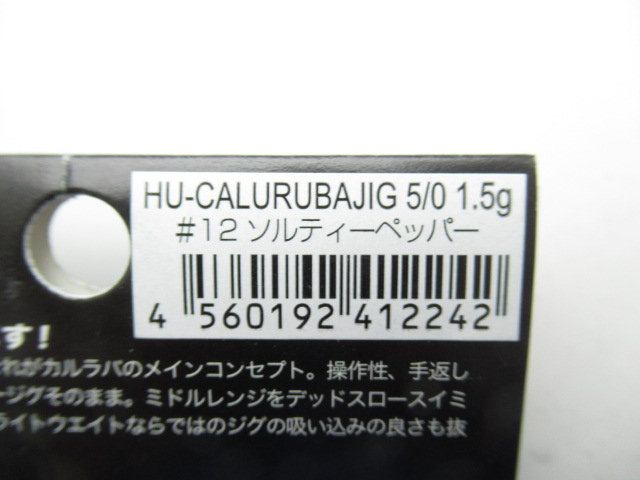 HU-CALURUBAJIG 5/0 1.5g
#12 ソルティーペッパー
4 560192 412242
す!
れがカルラバのメインコンセプト。操作性、手返し
ージグそのまま。ミドルレンジをデッドスロースイミ
ライトウエイトならではのジグの吸い込みの良さも抜